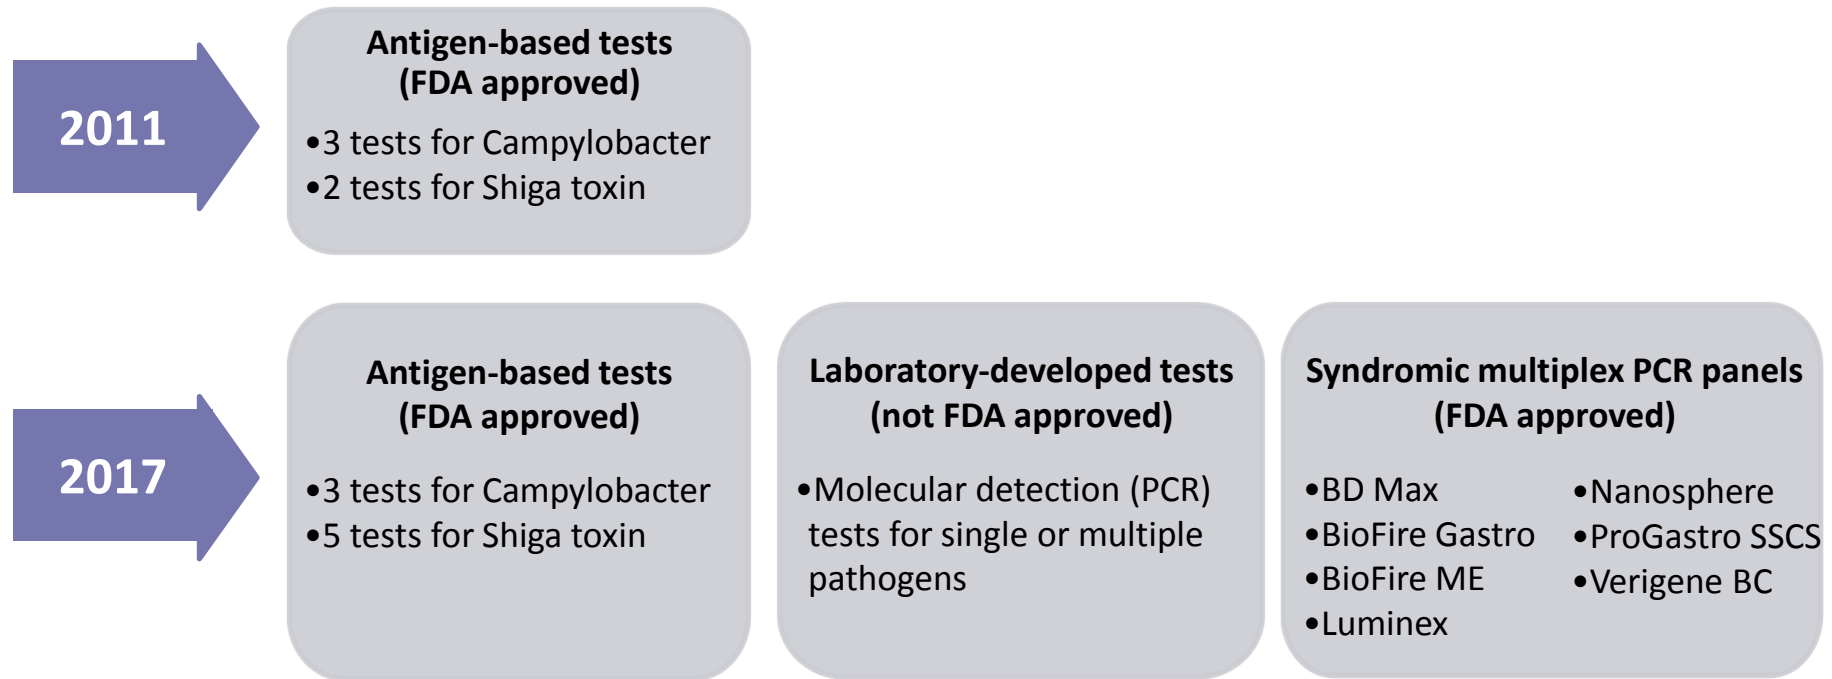 2011
Antigen-based tests
(FDA approved)
•3 tests for Campylobacter
•2 tests for Shiga toxin
2017
Antigen-based tests
(FDA approved)
•3 tests for Campylobacter
•5 tests for Shiga toxin
Laboratory-developed tests
(not FDA approved)
•Molecular detection (PCR)
tests for single or multiple
pathogens
Syndromic multiplex PCR panels
(FDA approved)
•BD Max
•BioFire Gastro
•BioFire ME
•Luminex
•Nanosphere
•ProGastro SSCS
•Verigene BC